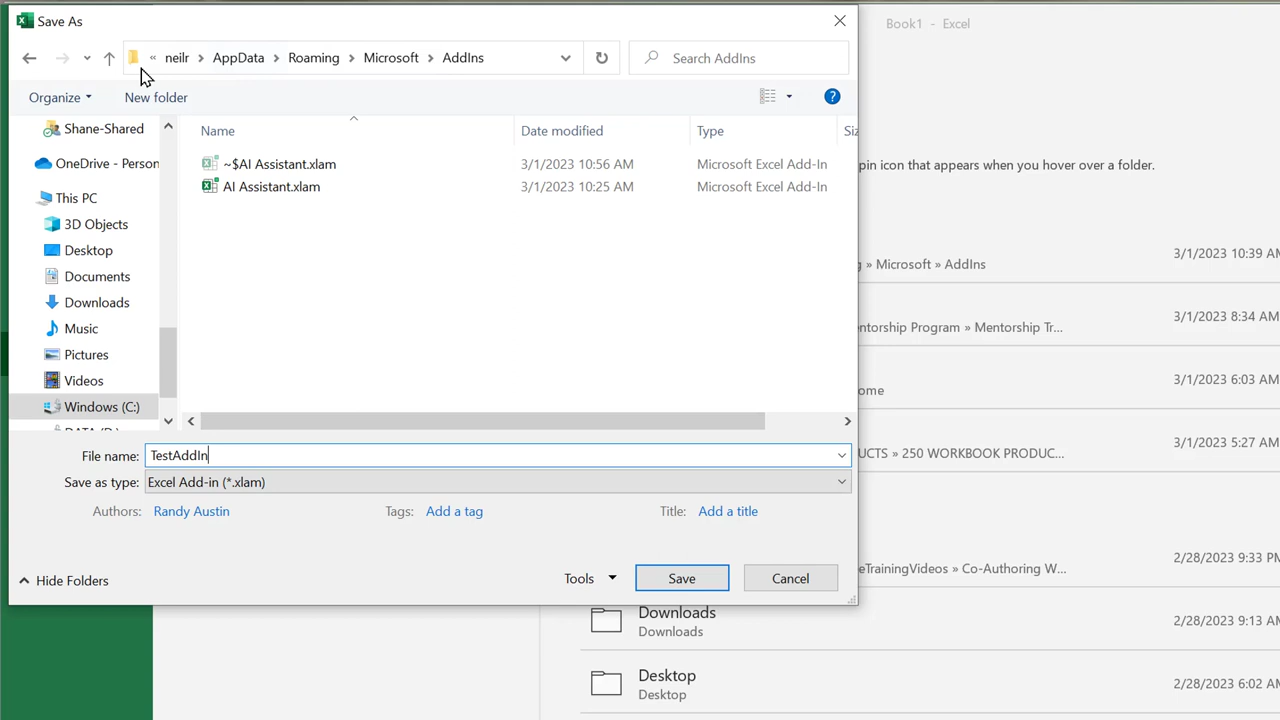 Save As
Book1 - Excel
« neilr > AppData > Roaming > Microsoft > AddIns
Search AddIns
Organize
New folder
Name
Date modified
Type
Shane-Shared
OneDrive - Person
This PC
3D Objects
Desktop
Documents
Downloads
Music
Pictures
Videos
Windows (C:)
~$AI Assistant.xlam 3/1/2023 10:56 AM Microsoft Excel Add-In
AI Assistant.xlam 3/1/2023 10:25 AM Microsoft Excel Add-In
pin icon that appears when you hover over a folder.
3/1/2023 10:39 AM
» Microsoft » AddIns
3/1/2023 8:34 AM
entorship Program » Mentorship Tr...
3/1/2023 6:03 AM
ome
3/1/2023 5:27 AM
UCTS » 250 WORKBOOK PRODUC...
File name: TestAddIn
Save as type: Excel Add-in (*.xlam)
Authors: Randy Austin
Tags: Add a tag
Title: Add a title
Hide Folders
Tools
Save
Cancel
2/28/2023 9:33 PM
eTrainingVideos » Co-Authoring W...
Downloads
Downloads
2/28/2023 9:13 AM
Desktop
Desktop
2/28/2023 6:02 AM